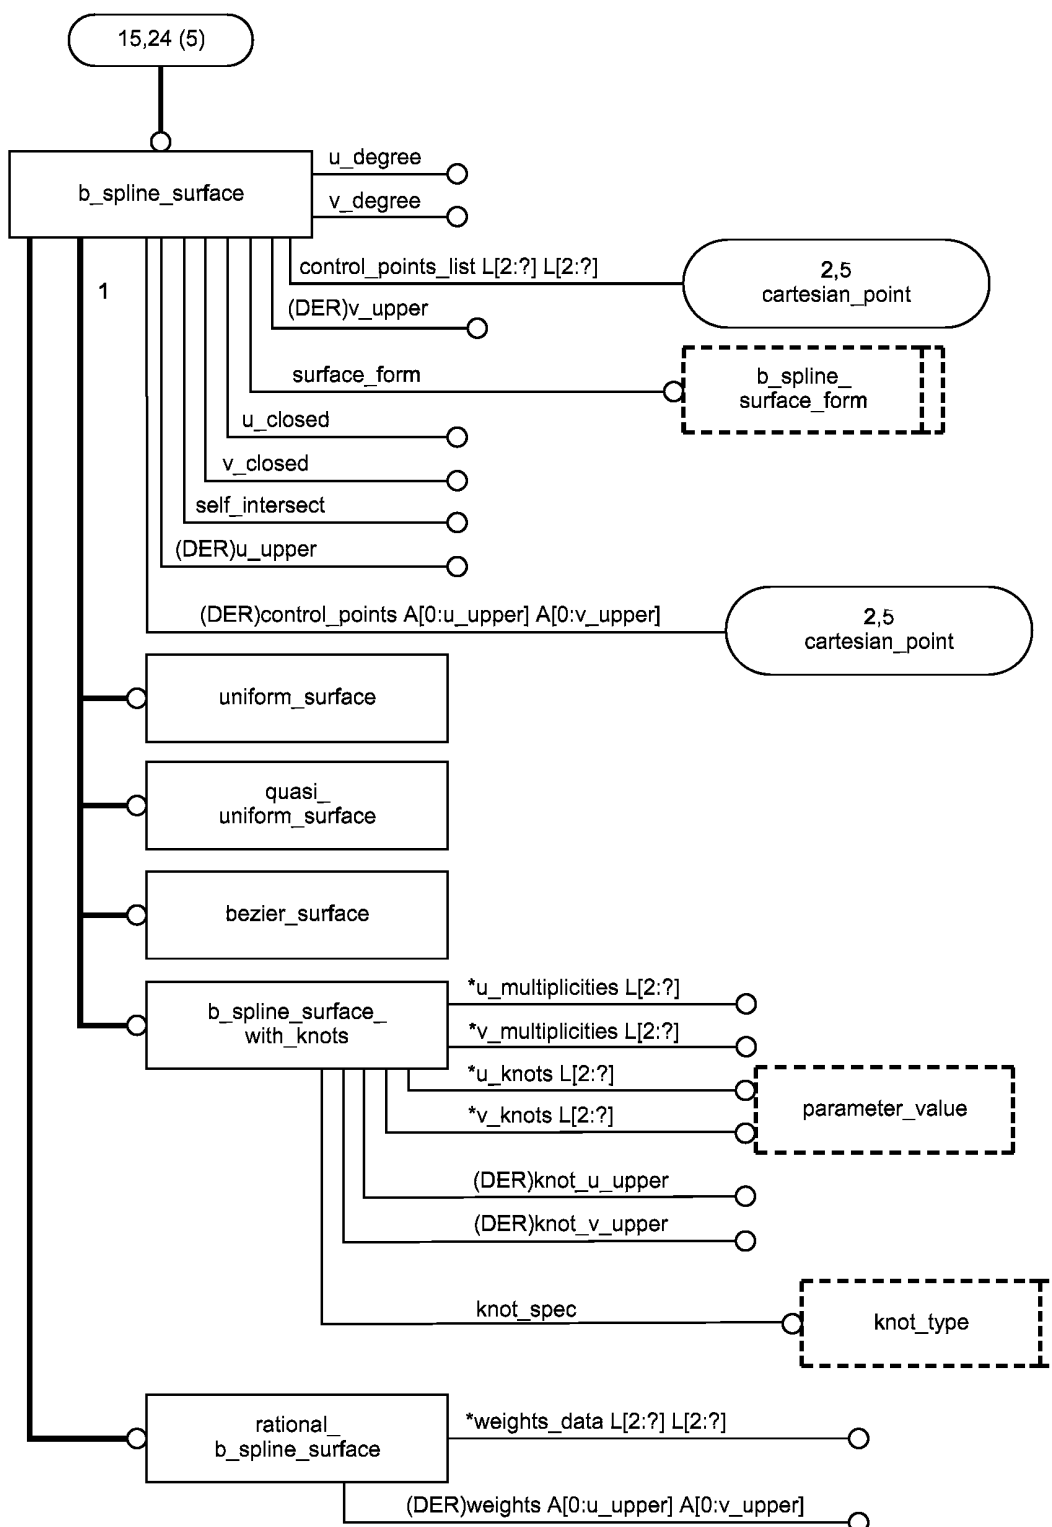 15,24 (5)
b_spline_surface
u_degree
v_degree
1
control_points_list L[2:?] L[2:?]
2,5
cartesian_point
(DER)v_upper
surface_form
b_spline_
surface_form
u_closed
v_closed
self_intersect
(DER)u_upper
(DER)control_points A[0:u_upper] A[0:v_upper]
2,5
cartesian_point
uniform_surface
quasi_
uniform_surface
bezier_surface
b_spline_surface_
with_knots
*u_multiplicities L[2:?]
*v_multiplicities L[2:?]
*u_knots L[2:?]
*v_knots L[2:?]
parameter_value
(DER)knot_u_upper
(DER)knot_v_upper
knot_spec
knot_type
rational_
b_spline_surface
*weights_data L[2:?] L[2:?]
(DER)weights A[0:u_upper] A[0:v_upper]